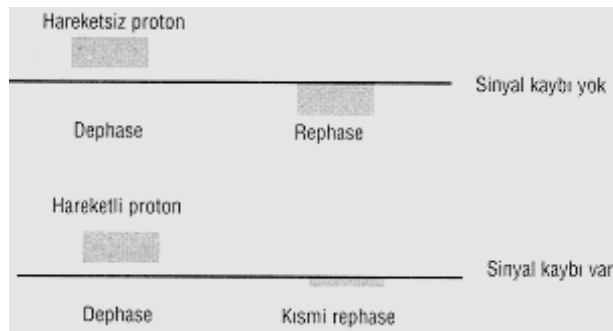 Hareketsiz proton
Sinyal kaybı yok
Dephase Rephase
Hareketli proton
Sinyal kaybı var
Dephase Kısmi rephase